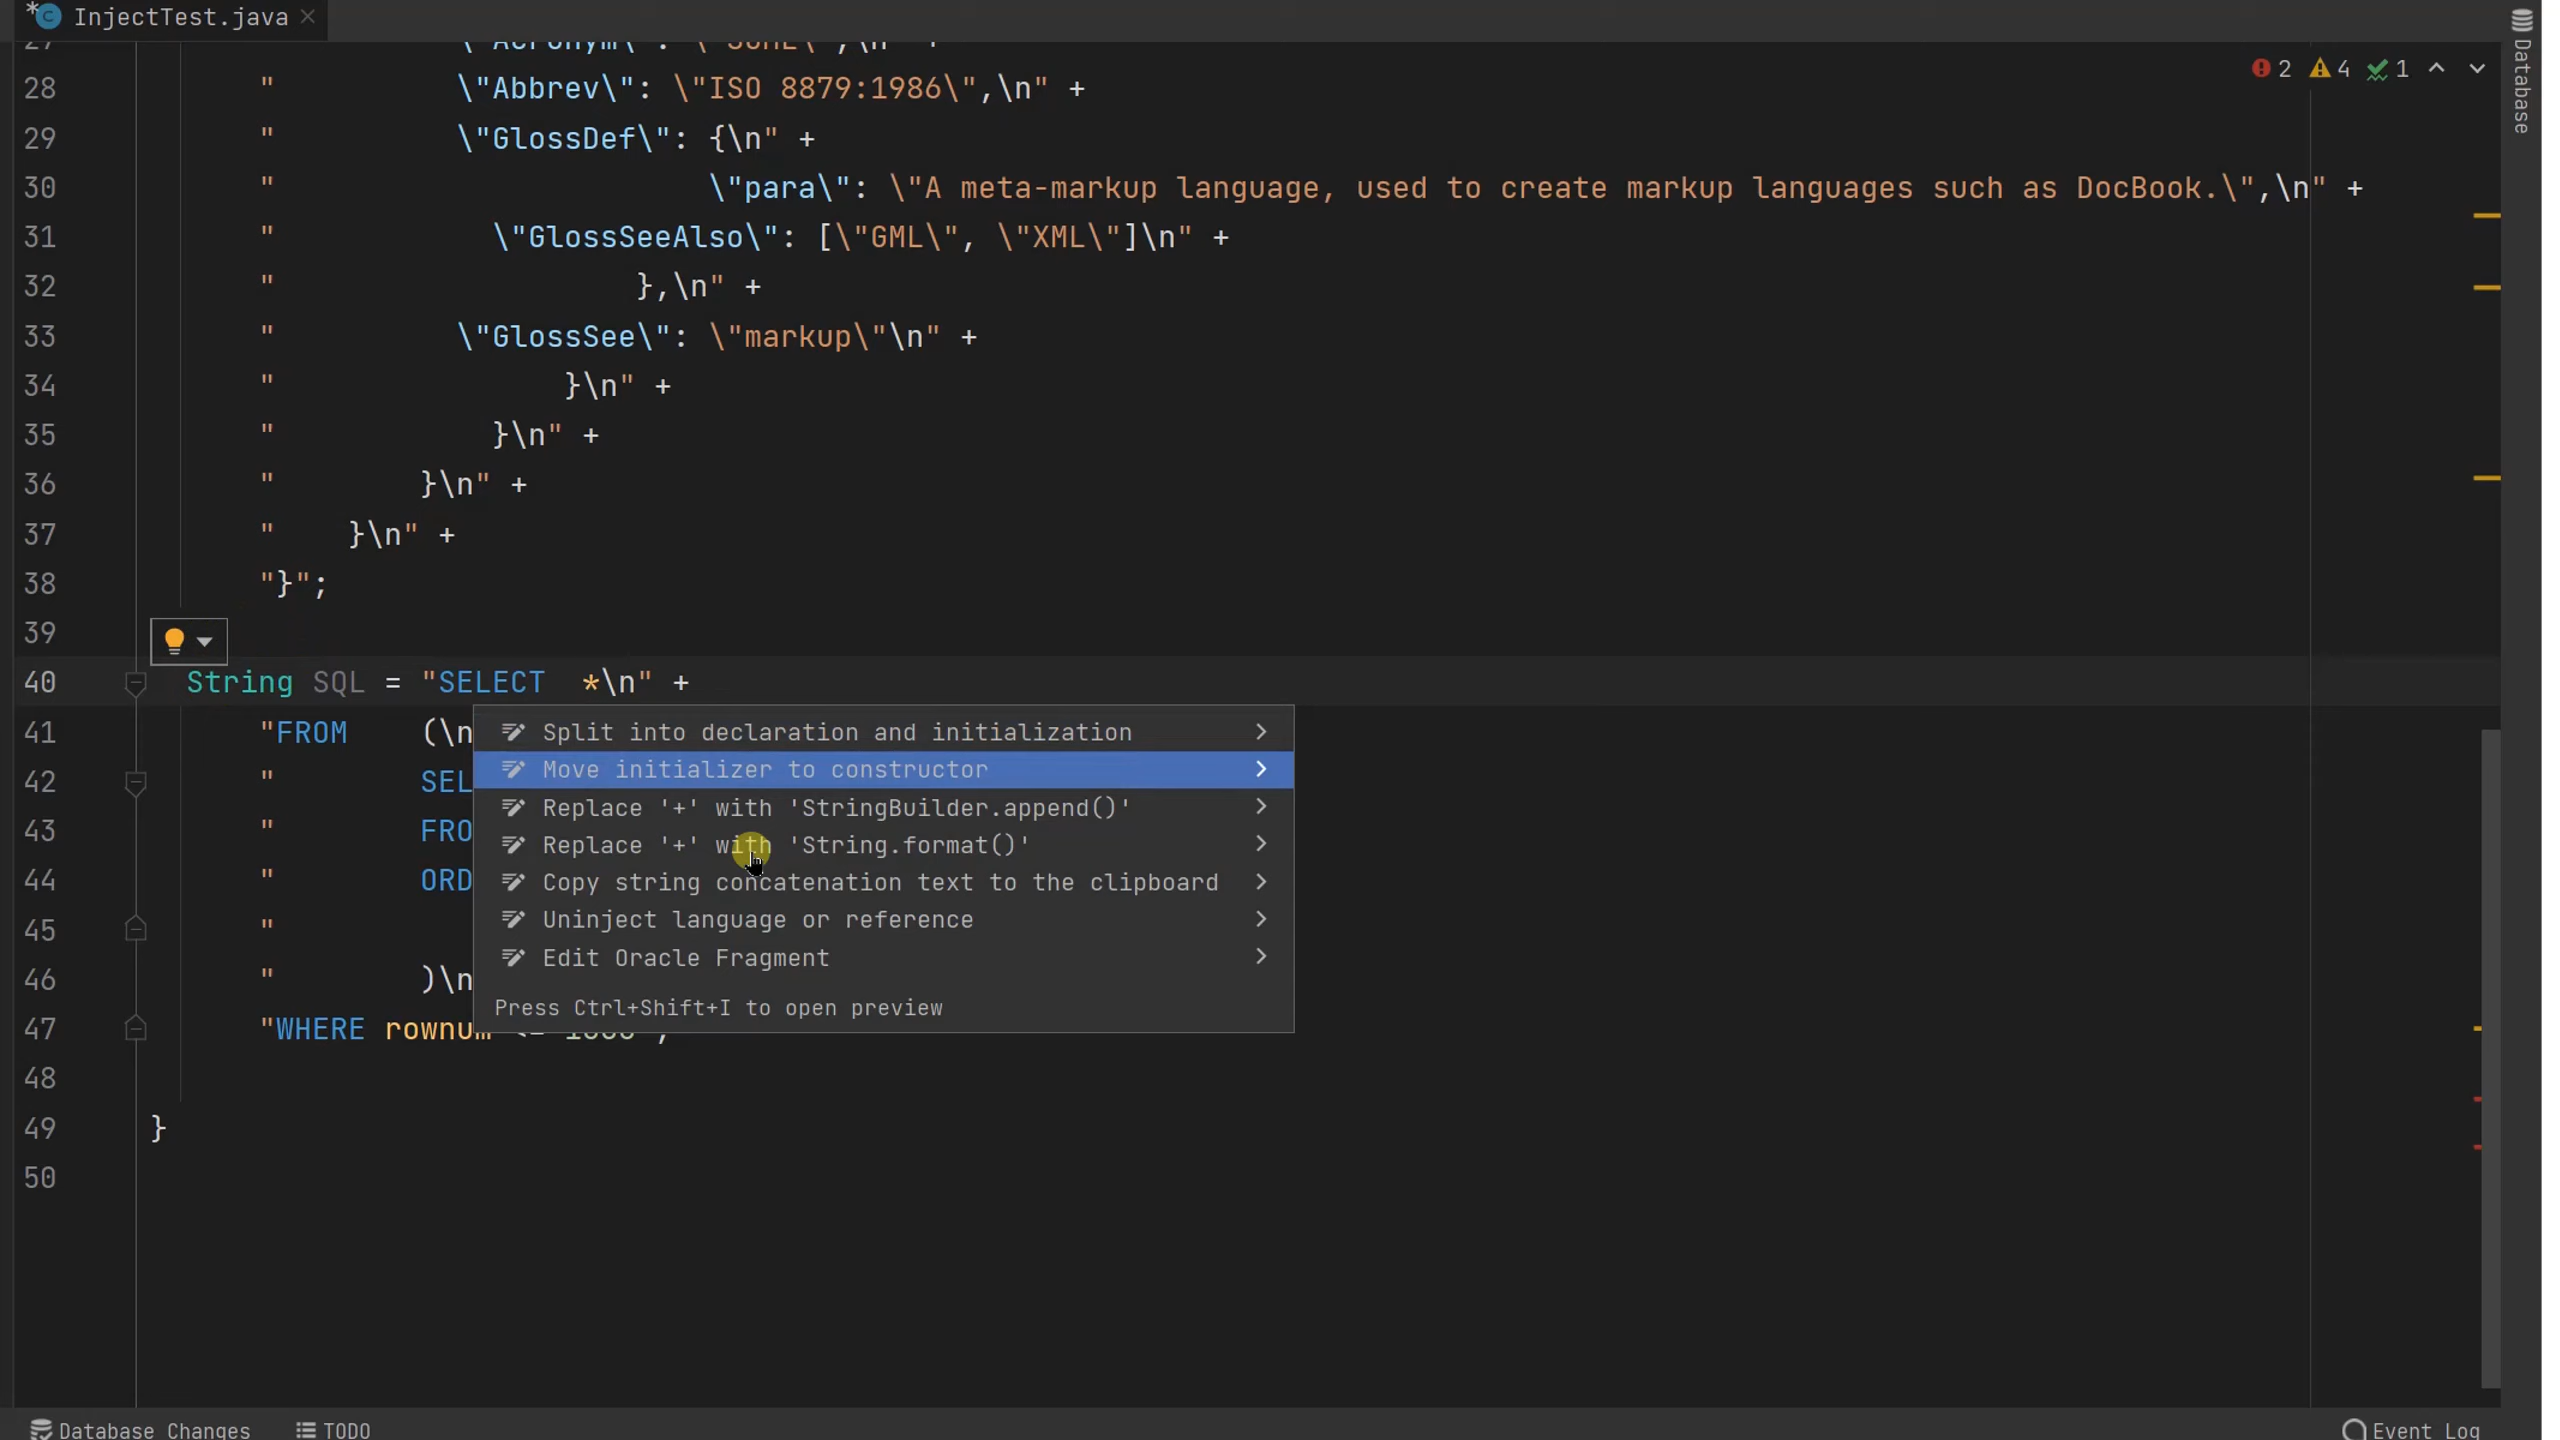 *C InjectTest.java ×
27 \"Acronym\": \"SGML\",\n" +
2 4 1
Database
28 " \"Abbrev\": \"ISO 8879:1986\",\n" +
29 " \"GlossDef\": {\n" +
30 " \"para\": \"A meta-markup language, used to create markup languages such as DocBook.\",\n" +
31 " \"GlossSeeAlso\": [\"GML\", \"XML\"]\n" +
32 " },\n" +
33 " \"GlossSee\": \"markup\"\n" +
34 " }\n" +
35 " }\n" +
36 " }\n" +
37 " }\n" +
38 "}";
39
40 String SQL = "SELECT  *\n" +
41 "FROM (\n
Split into declaration and initialization
42 " SEL
Move initializer to constructor
Replace '+' with 'StringBuilder.append()'
43 " FRO
Replace '+' with 'String.format()'
44 " ORD
Copy string concatenation text to the clipboard
45 "
Uninject language or reference
46 " )\n
Edit Oracle Fragment
Press Ctrl+Shift+I to open preview
47 "WHERE rownum <= 1000";
48
49 }
50
Database Changes TODO Event Log